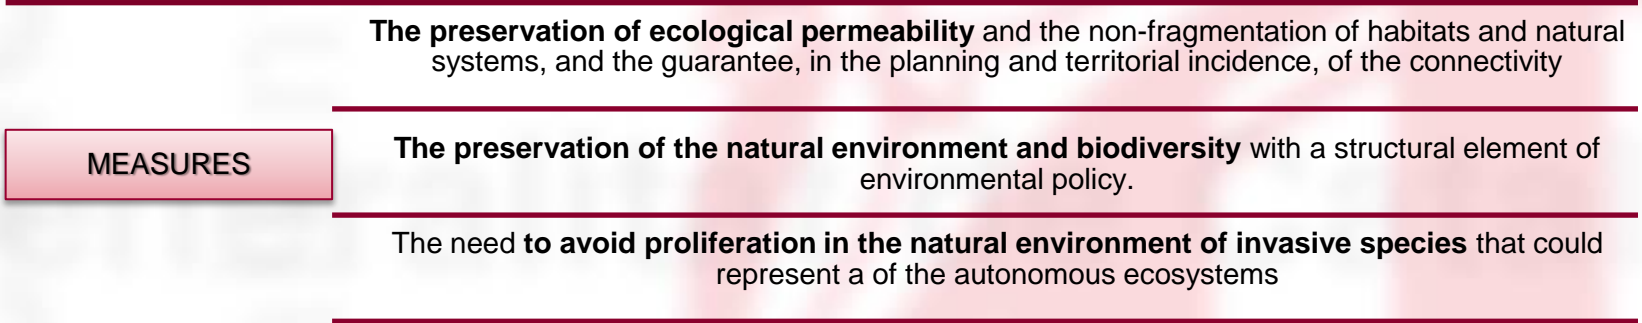 The preservation of ecological permeability and the non-fragmentation of habitats and natural
systems, and the guarantee, in the planning and territorial incidence, of the connectivity
MEASURES
The preservation of the natural environment and biodiversity with a structural element of
environmental policy.
The need to avoid proliferation in the natural environment of invasive species that could
represent a of the autonomous ecosystems